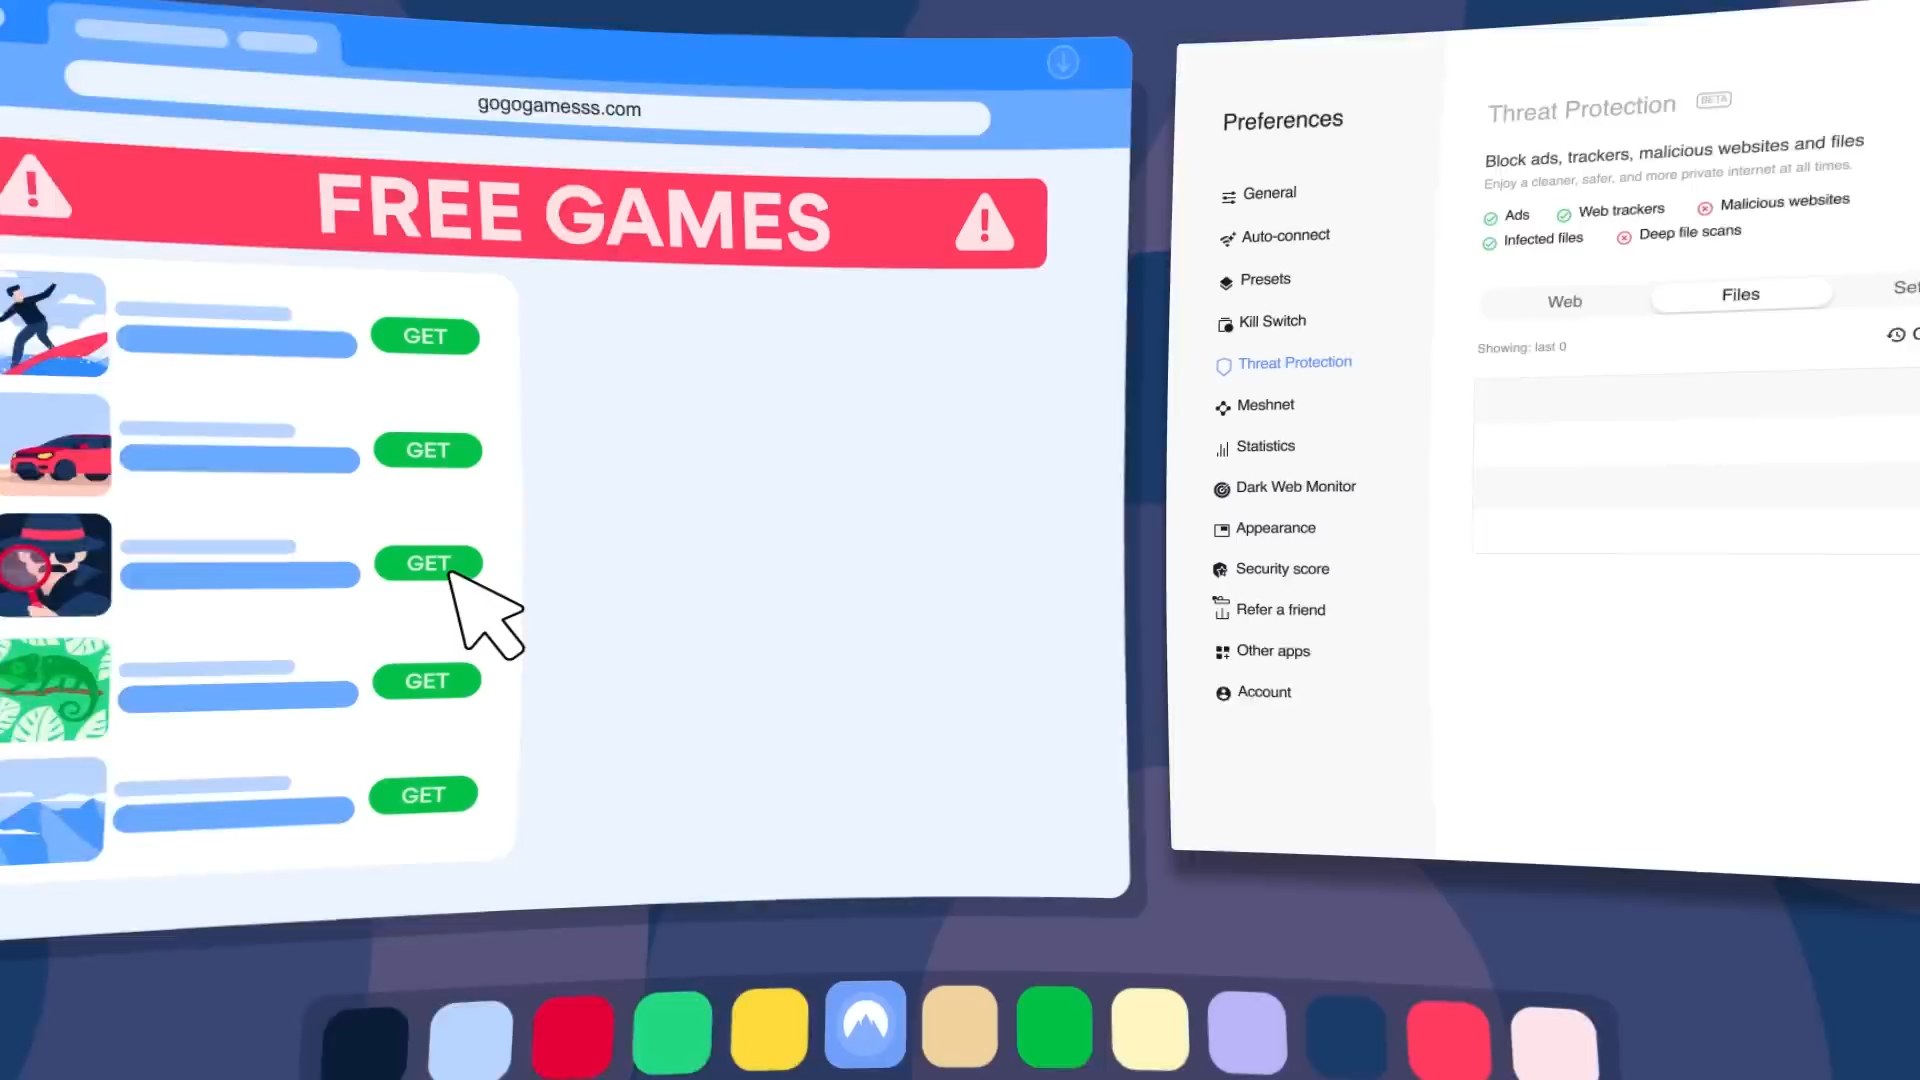 gogogamesss.com
FREE GAMES
GET
GET
GET
GET
GET
Preferences
General
Auto-connect
Presets
Kill Switch
Threat Protection
Meshnet
Statistics
Dark Web Monitor
Appearance
Security score
Refer a friend
Other apps
Account
Threat Protection BETA
Block ads, trackers, malicious websites and files
Enjoy a cleaner, safer, and more private internet at all times.
Ads Web trackers Malicious websites
Infected files Deep file scans
Web Files
Showing: last 0